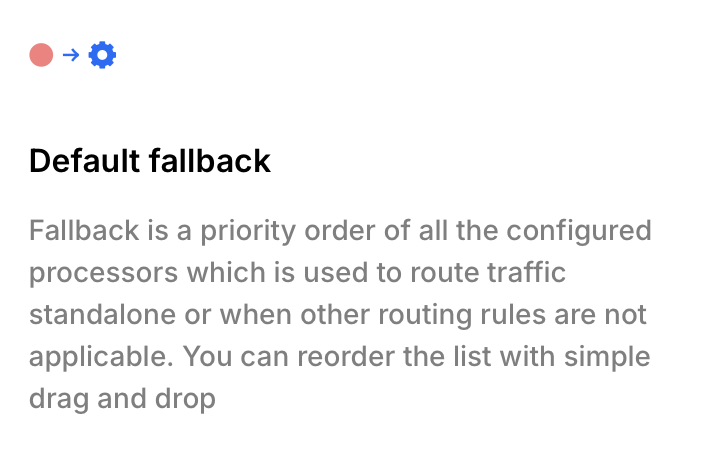 Default fallback
Fallback is a priority order of all the configured
processors which is used to route traffic
standalone or when other routing rules are not
applicable. You can reorder the list with simple
drag and drop